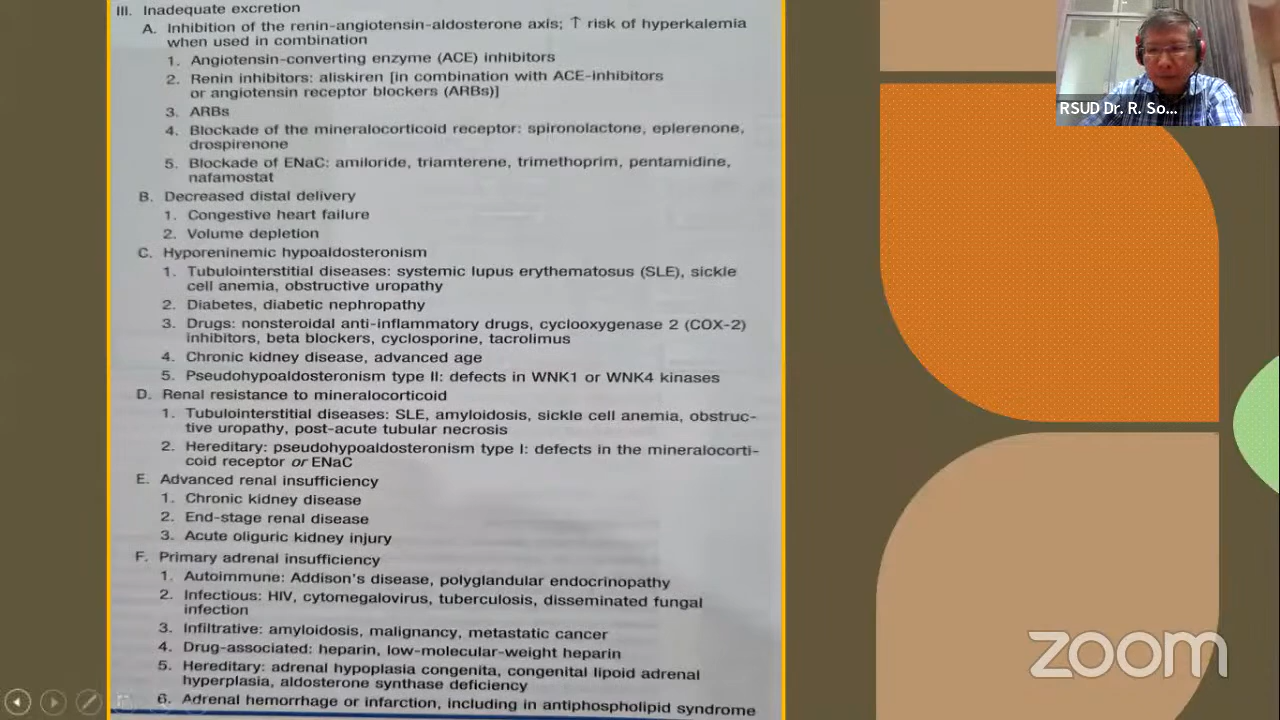 III. Inadequate excretion
A. Inhibition of the renin-angiotensin-aldosterone axis; ↑ risk of hyperkalemia
when used in combination
1. Angiotensin-converting enzyme (ACE) inhibitors
2. Renin inhibitors: aliskiren [in combination with ACE-inhibitors
or angiotensin receptor blockers (ARBs)]
3. ARBs
4. Blockade of the mineralocorticoid receptor: spironolactone, eplerenone,
drospirenone
5. Blockade of ENaC: amiloride, triamterene, trimethoprim, pentamidine,
nafamostat
B. Decreased distal delivery
1. Congestive heart failure
2. Volume depletion
C. Hyporeninemic hypoaldosteronism
1. Tubulointerstitial diseases: systemic lupus erythematosus (SLE), sickle
cell anemia, obstructive uropathy
2. Diabetes, diabetic nephropathy
3. Drugs: nonsteroidal anti-inflammatory drugs, cyclooxygenase 2 (COX-2)
inhibitors, beta blockers, cyclosporine, tacrolimus
4. Chronic kidney disease, advanced age
5. Pseudohypoaldosteronism type II: defects in WNK1 or WNK4 kinases
D. Renal resistance to mineralocorticoid
1. Tubulointerstitial diseases: SLE, amyloidosis, sickle cell anemia, obstruc-
tive uropathy, post-acute tubular necrosis
2. Hereditary: pseudohypoaldosteronism type I: defects in the mineralocorti-
coid receptor or ENaC
E. Advanced renal insufficiency
1. Chronic kidney disease
2. End-stage renal disease
3. Acute oliguric kidney injury
F. Primary adrenal insufficiency
1. Autoimmune: Addison's disease, polyglandular endocrinopathy
2. Infectious: HIV, cytomegalovirus, tuberculosis, disseminated fungal
infection
3. Infiltrative: amyloidosis, malignancy, metastatic cancer
4. Drug-associated: heparin, low-molecular-weight heparin
5. Hereditary: adrenal hypoplasia congenita, congenital lipoid adrenal
hyperplasia, aldosterone synthase deficiency
6. Adrenal hemorrhage or infarction, including in antiphospholipid syndrome
RSUD Dr. R. So...
zoom